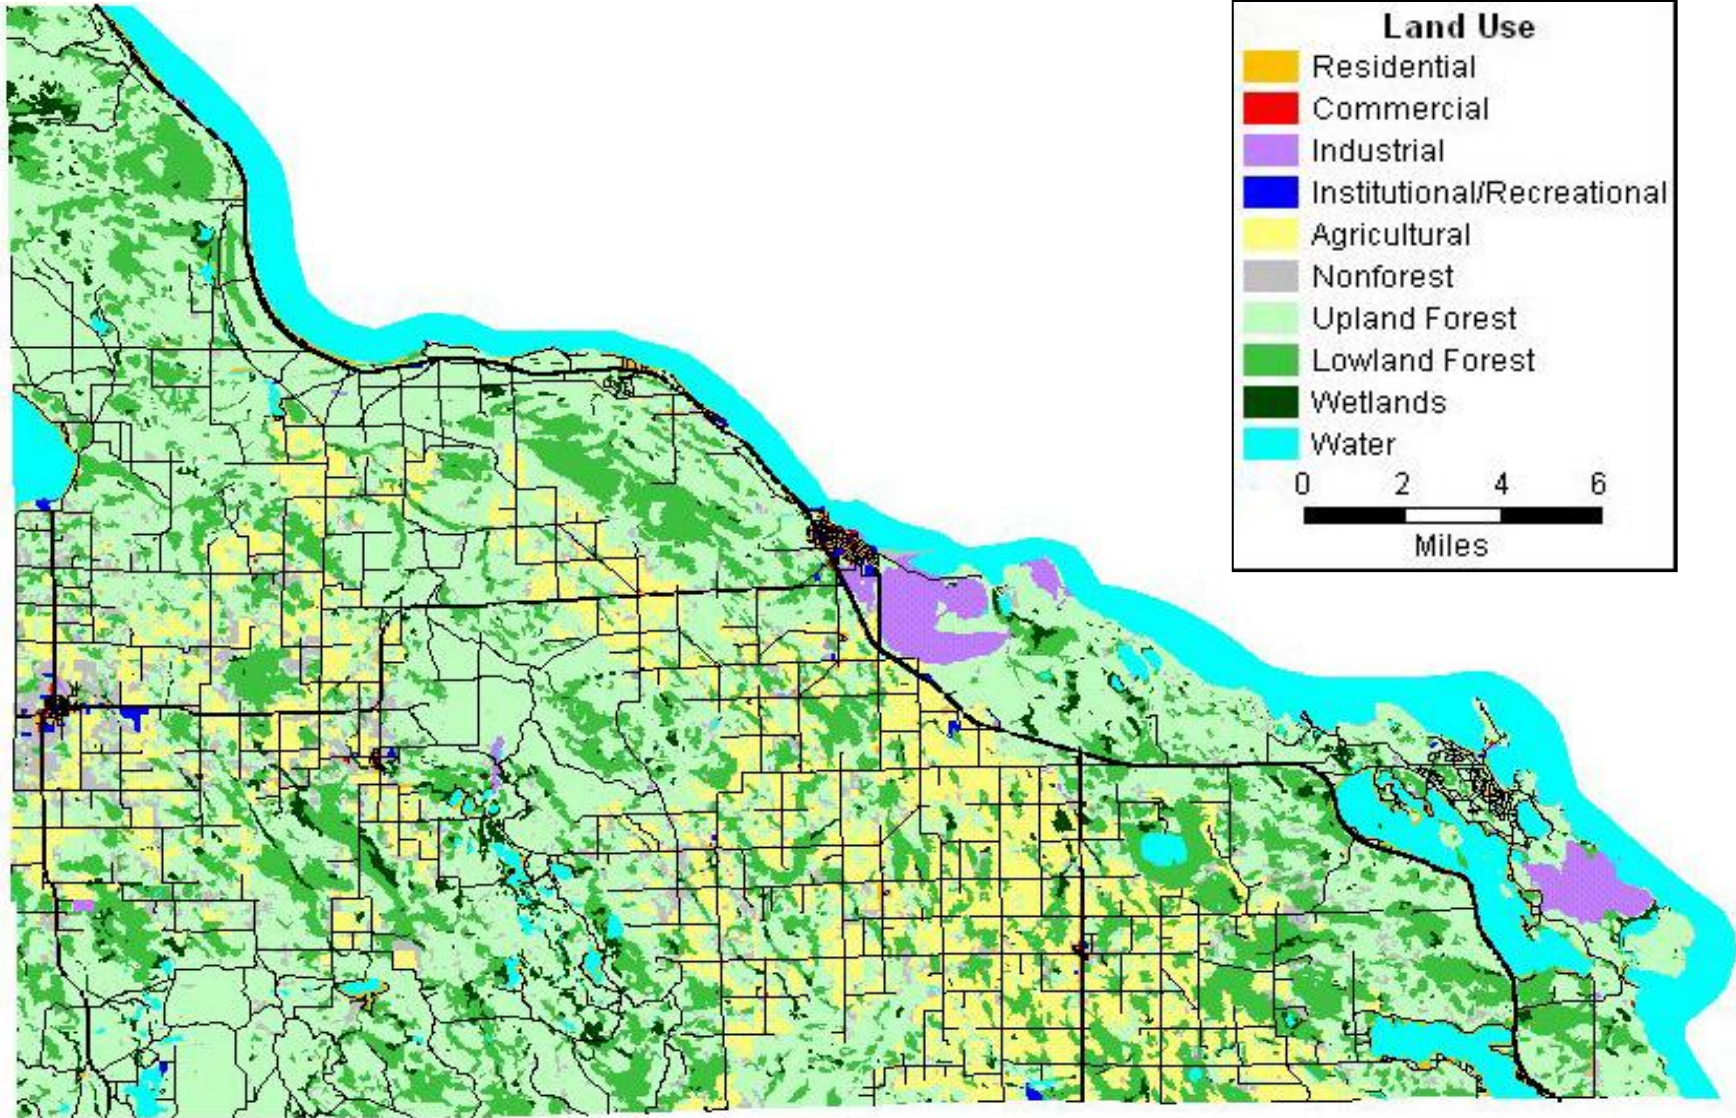 Land Use
Residential
Commercial
Industrial
Institutional/Recreational
Agricultural
Nonforest
Upland Forest
Lowland Forest
Wetlands
Water
0 2 4 6
Miles